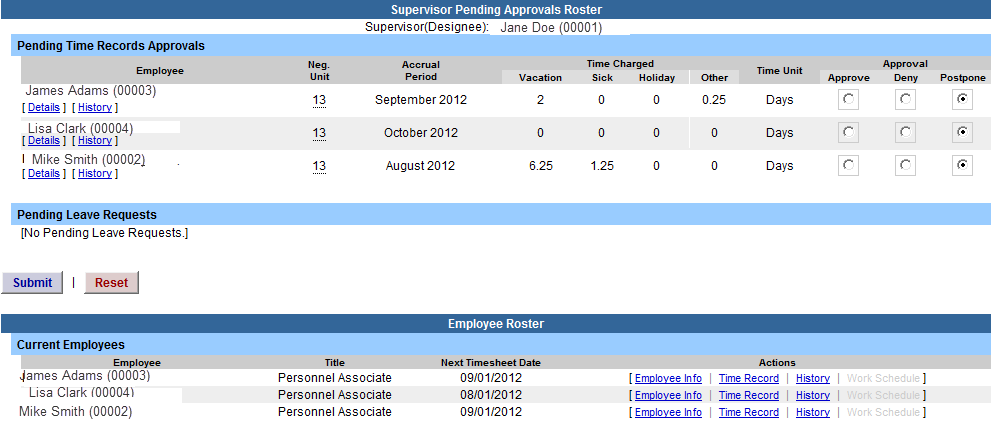 Supervisor Pending Approvals Roster
Supervisor(Designee): Jane Doe (00001)
Pending Time Records Approvals
Employee Neg. Unit Accrual Period Time Charged Time Unit Approval
Vacation Sick Holiday Other Approve Deny Postpone
James Adams (00003)
[ Details ] [ History ] 13 September 2012 2 0 0 0.25 Days
Lisa Clark (00004)
[ Details ] [ History ] 13 October 2012 0 0 0 0 Days
Mike Smith (00002)
[ Details ] [ History ] 13 August 2012 6.25 1.25 0 0 Days
Pending Leave Requests
[No Pending Leave Requests.]
Submit | Reset
Employee Roster
Current Employees
Employee Title Next Timesheet Date Actions
James Adams (00003) Personnel Associate 09/01/2012 [ Employee Info | Time Record | History | Work Schedule ]
Lisa Clark (00004) Personnel Associate 08/01/2012 [ Employee Info | Time Record | History | Work Schedule ]
Mike Smith (00002) Personnel Associate 09/01/2012 [ Employee Info | Time Record | History | Work Schedule ]